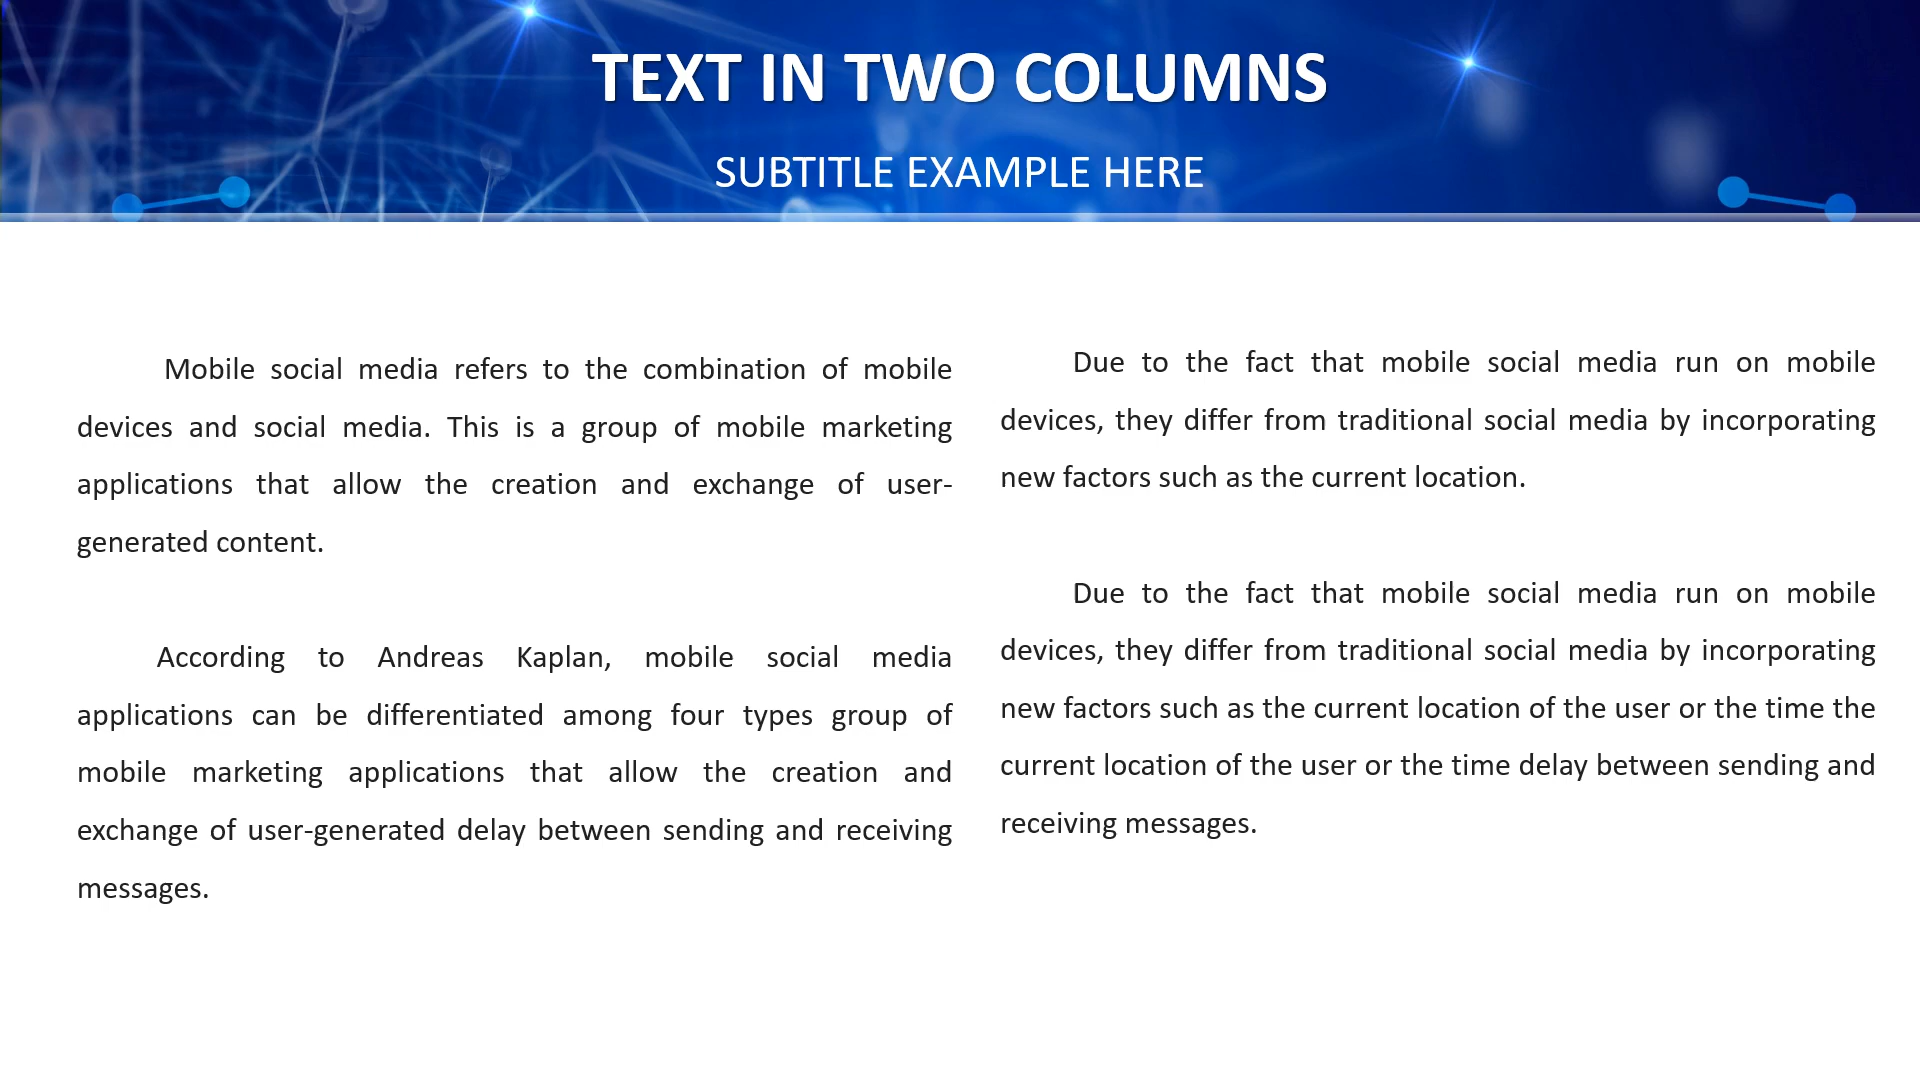 TEXT IN TWO COLUMNS
SUBTITLE EXAMPLE HERE
Mobile social media refers to the combination of mobile
devices and social media. This is a group of mobile marketing
applications that allow the creation and exchange of user-
generated content.
According to Andreas Kaplan, mobile social media
applications can be differentiated among four types group of
mobile marketing applications that allow the creation and
exchange of user-generated delay between sending and receiving
messages.
Due to the fact that mobile social media run on mobile
devices, they differ from traditional social media by incorporating
new factors such as the current location.
Due to the fact that mobile social media run on mobile
devices, they differ from traditional social media by incorporating
new factors such as the current location of the user or the time the
current location of the user or the time delay between sending and
receiving messages.